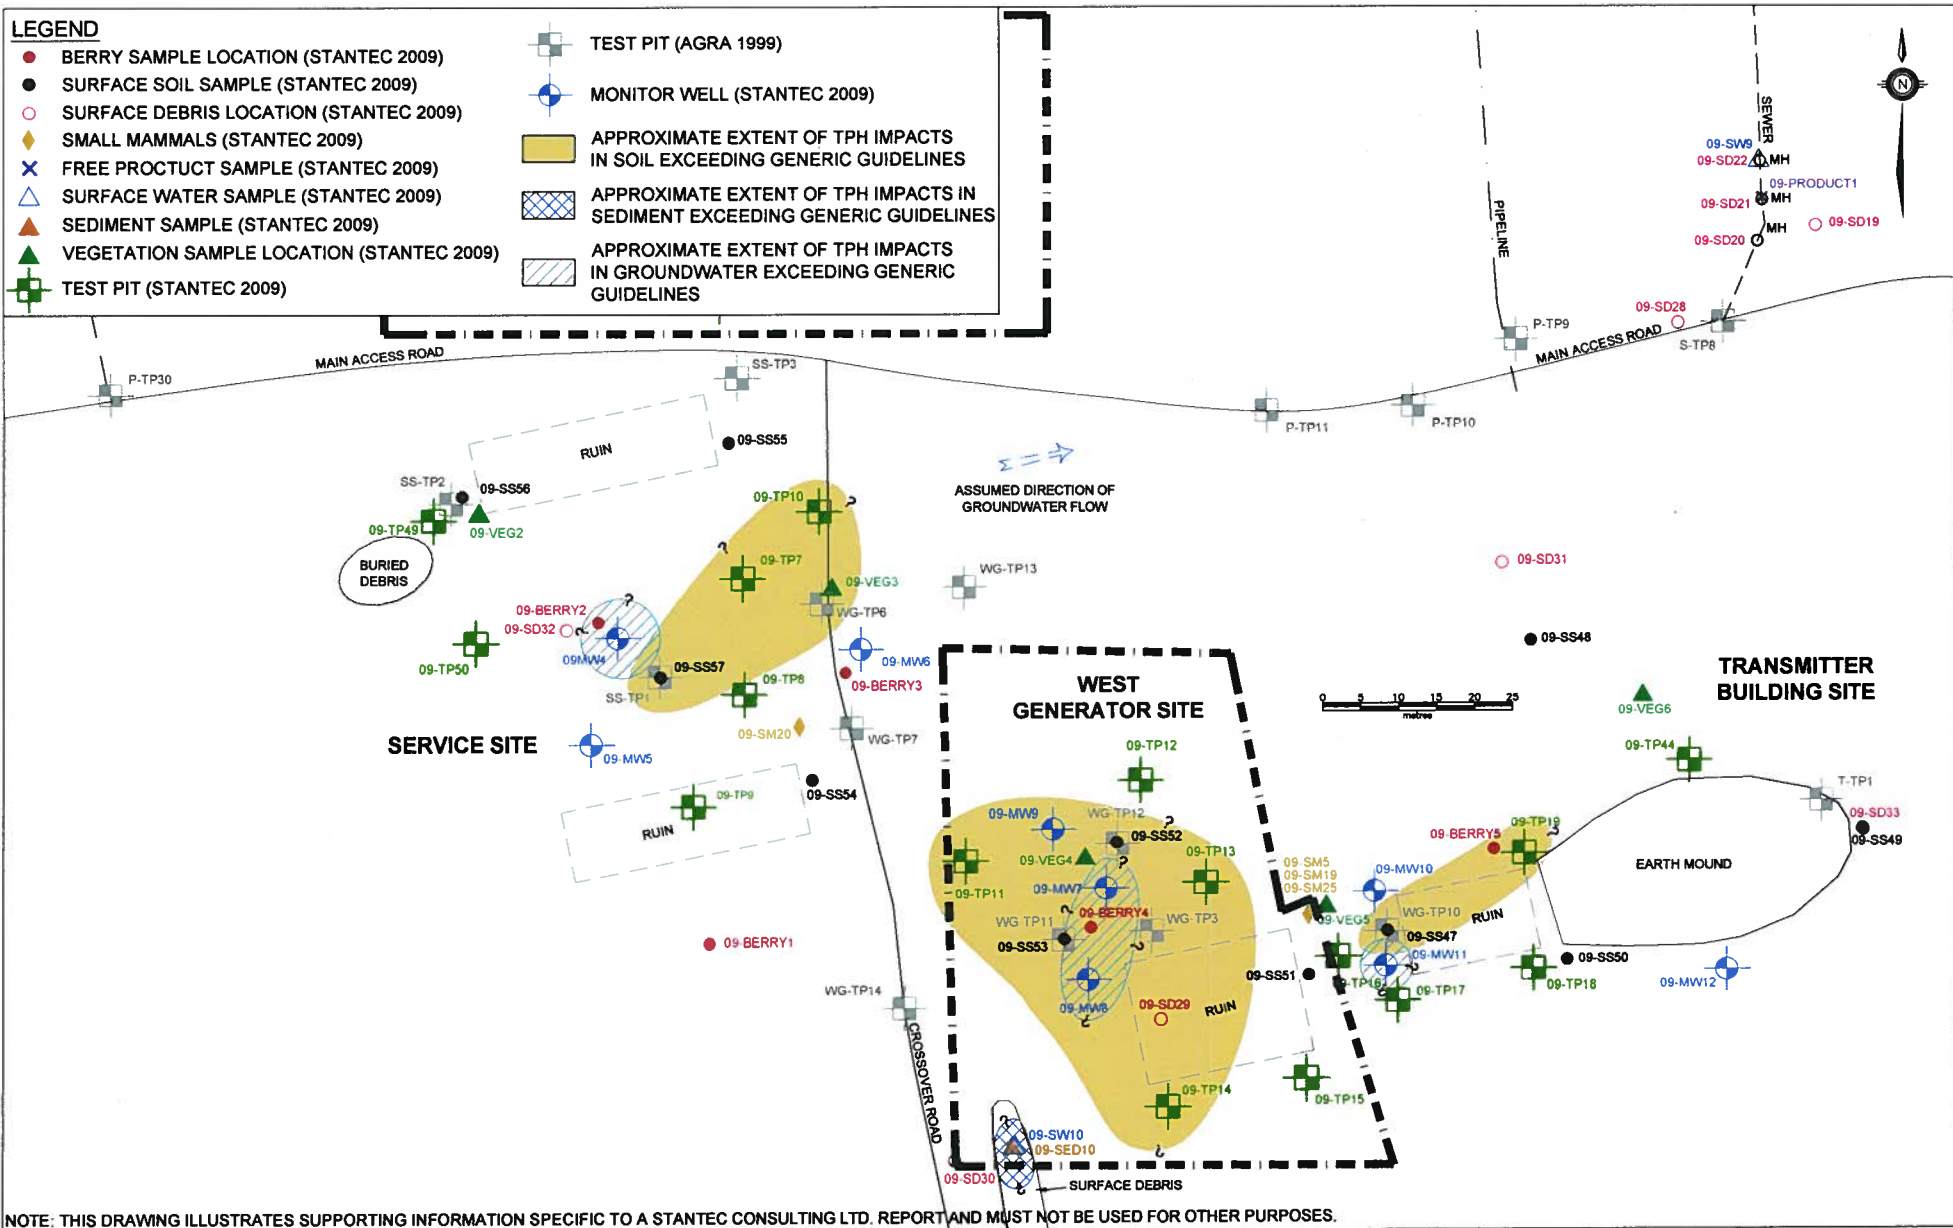 LEGEND
BERRY SAMPLE LOCATION (STANTEC 2009)
SURFACE SOIL SAMPLE (STANTEC 2009)
SURFACE DEBRIS LOCATION (STANTEC 2009)
SMALL MAMMALS (STANTEC 2009)
FREE PROCTUCT SAMPLE (STANTEC 2009)
SURFACE WATER SAMPLE (STANTEC 2009)
SEDIMENT SAMPLE (STANTEC 2009)
VEGETATION SAMPLE LOCATION (STANTEC 2009)
TEST PIT (STANTEC 2009)
TEST PIT (AGRA 1999)
MONITOR WELL (STANTEC 2009)
APPROXIMATE EXTENT OF TPH IMPACTS
IN SOIL EXCEEDING GENERIC GUIDELINES
APPROXIMATE EXTENT OF TPH IMPACTS IN
SEDIMENT EXCEEDING GENERIC GUIDELINES
APPROXIMATE EXTENT OF TPH IMPACTS
IN GROUNDWATER EXCEEDING GENERIC
GUIDELINES
N
SEWER
09-SW9
09-SD22
MH
09-PRODUCT1
09-SD21
MH
09-SD19
MH
09-SD20
PIPELINE
09-SD28
P-TP9
MAIN ACCESS ROAD
S-TP8
MAIN ACCESS ROAD
P-TP30
SS-TP3
P-TP11
P-TP10
RUIN
09-SS55
SS-TP2
09-SS56
09-TP49
09-VEG2
BURIED
DEBRIS
09-TP10
?
ASSUMED DIRECTION OF
GROUNDWATER FLOW
?
09-TP7
09-VEG3
WG-TP13
WG-TP6
09-SD31
09-BERRY2
?
09-SD32
?
09MW4
09-TP50
09-SS57
SS-TP1
09-TP8
09-MW6
09-BERRY3
09-SS48
09-SM20
WG-TP7
SERVICE SITE
09-MW5
WEST
GENERATOR SITE
0 5 10 15 20 25
metres
TRANSMITTER
BUILDING SITE
09-VEG6
09-TP44
09-TP12
09-TP9
RUIN
09-SS54
09-MW9
WG-TP12
?
09-SS52
09-VEG4
?
09-TP13
09-TP11
09-MW7
?
09-BERRY4
WG TP11
09-SS53
WG-TP3
?
09-MW8
?
09-SD29
RUIN
09-SM5
09-SM19
09-SM25
09-VEG5
09-SS51
09-TP16
09-MW10
09-BERRY5
09-TP19
?
WG-TP10
RUIN
09-SS47
09-MW11
?
?
09-TP17
09-TP18
09-SS50
EARTH MOUND
T-TP1
09-SD33
09-SS49
09-MW12
09-BERRY1
WG-TP14
CROSSOVER ROAD
09-TP14
?
09-TP15
?
09-SW10
09-SED10
09-SD30
?
SURFACE DEBRIS
NOTE: THIS DRAWING ILLUSTRATES SUPPORTING INFORMATION SPECIFIC TO A STANTEC CONSULTING LTD. REPORT AND MUST NOT BE USED FOR OTHER PURPOSES.